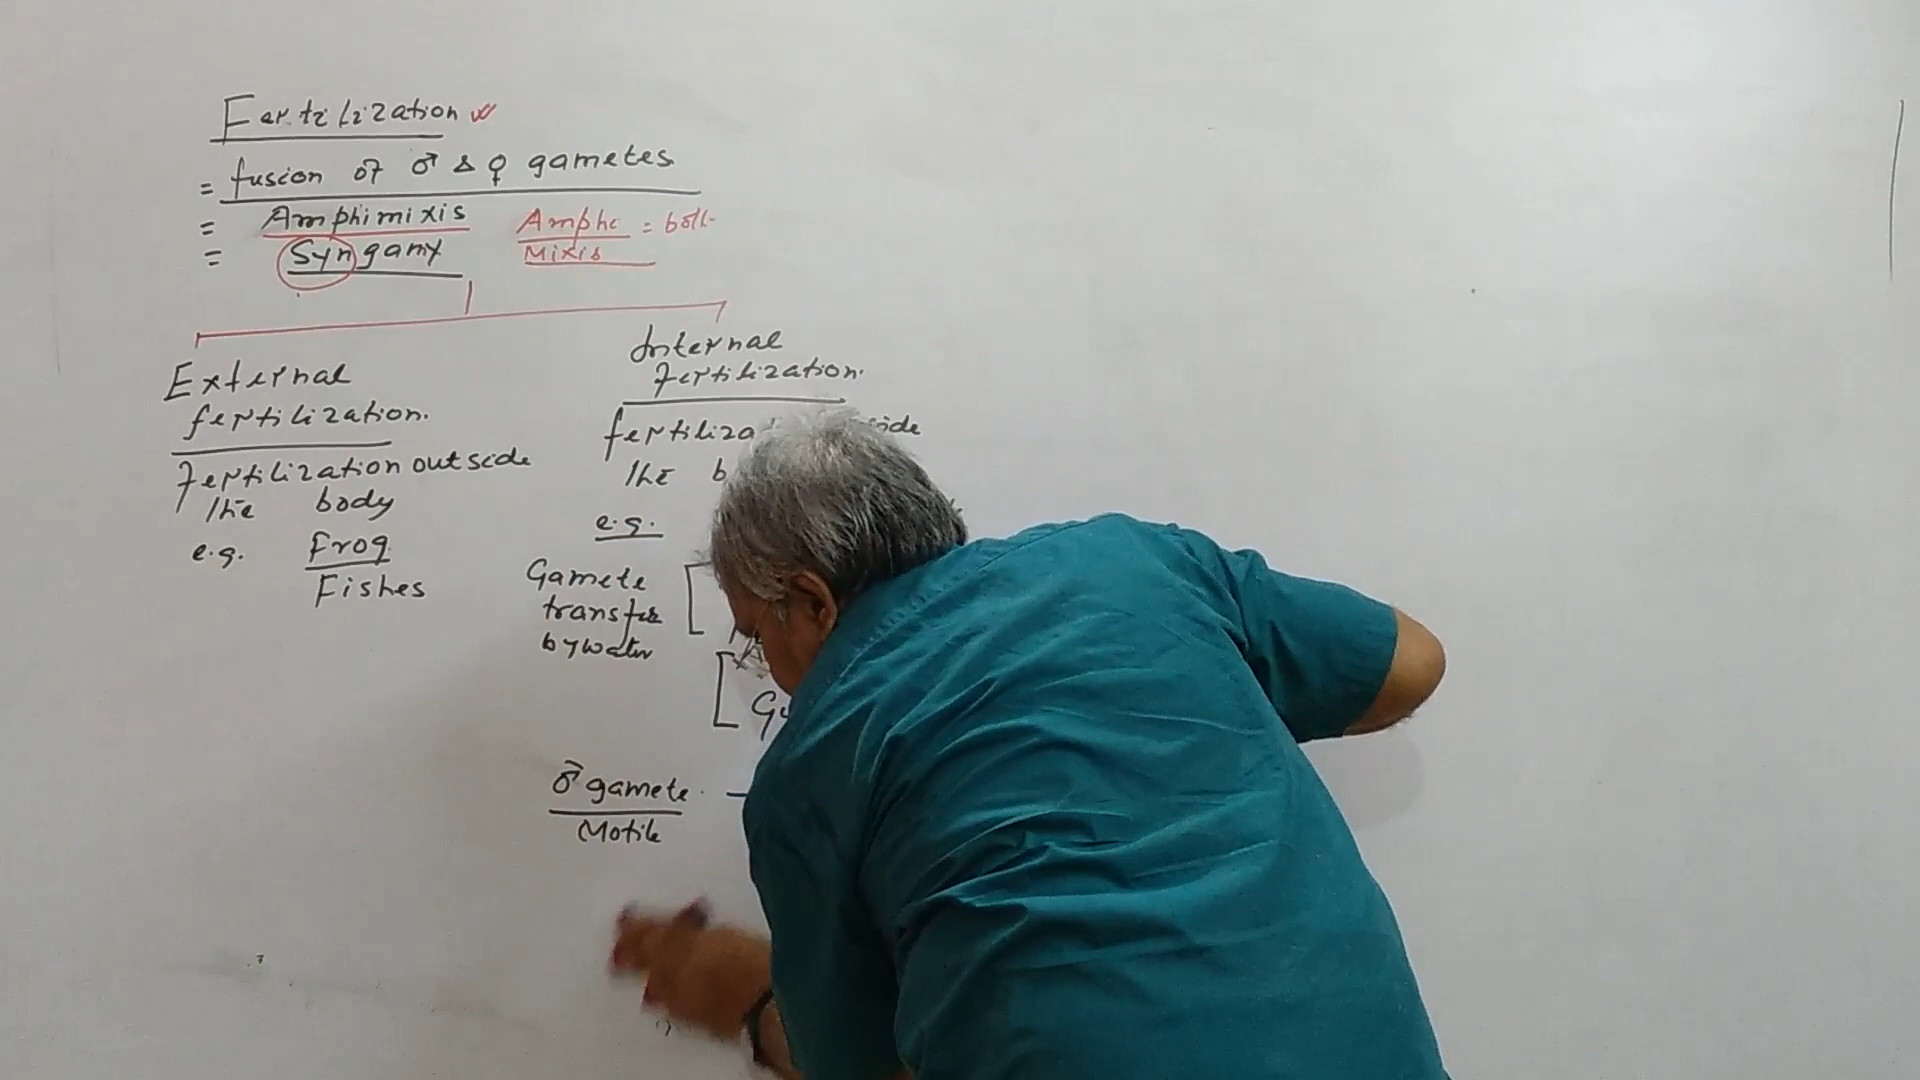 Fertilization
= fusion of ♂ & ♀ gametes
= Amphimixis Amphi = both
= Syngamy Mixis
External
fertilization.
Fertilization outside
the body
e.g. Frog
Fishes
Internal
fertilization.
the
e.g.
Gamete
transfer
by water
♂ gamete
Motile